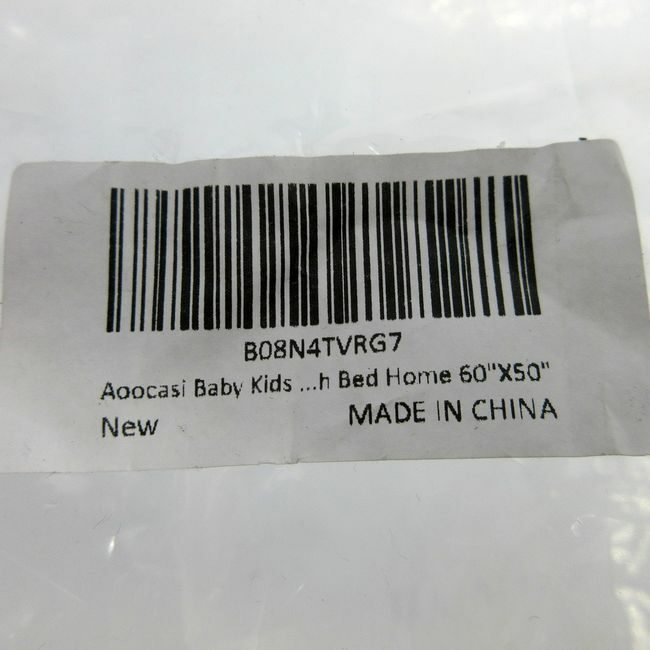 B08N4TVRG7
Aoocasi Baby Kids ...h Bed Home 60"X50"
New
MADE IN CHINA